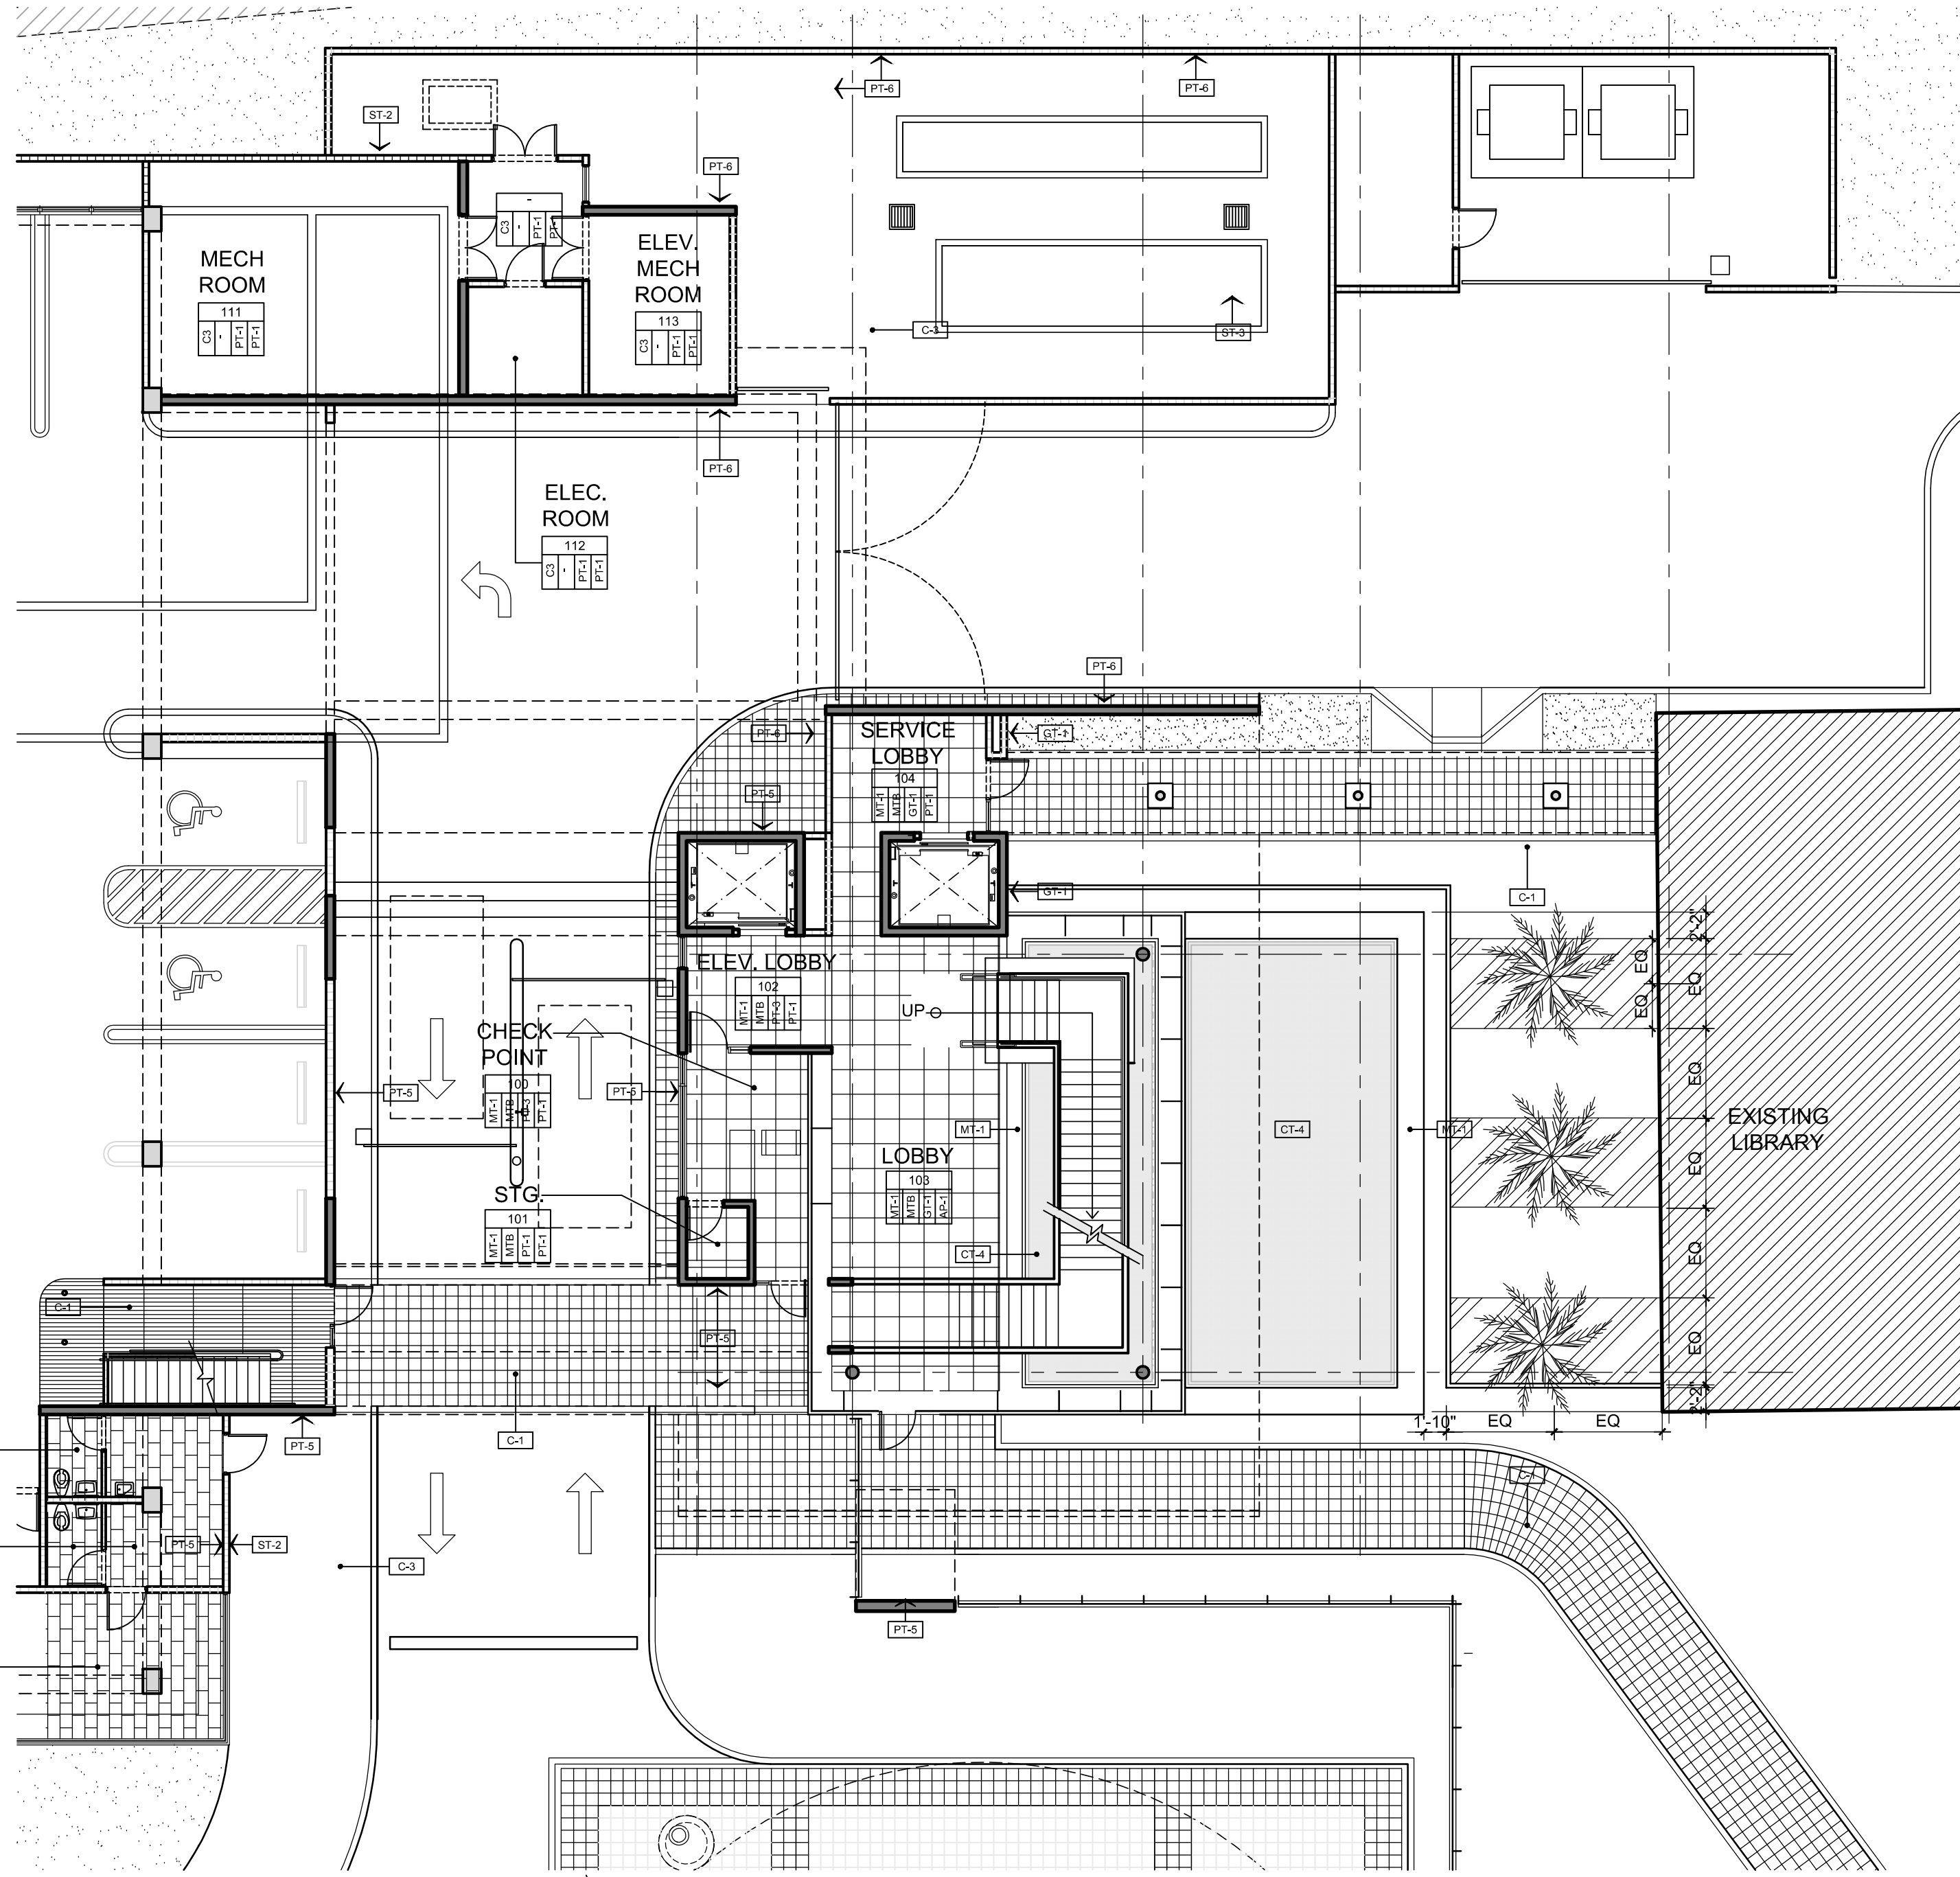 PT-6
PT-6
ST-2
PT-6
-
C3
-
PT-1
PT-1
MECH
ROOM
111
C3
-
PT-1
PT-1
ELEV.
MECH
ROOM
113
C3
-
PT-1
PT-1
C-3
ST-3
PT-6
ELEC.
ROOM
112
C3
-
PT-1
PT-1
PT-6
PT-6
SERVICE
LOBBY
104
MT-1
MTB
GT-1
PT-1
GT-1
PT-5
GT-1
C-1
2'-2"
ELEV. LOBBY
102
MT-1
MTB
PT-3
PT-1
EQ
EQ
EQ
UP
CHECK
POINT
100
MT-1
MTB
PT-3
PT-1
PT-5
PT-5
EQ
MT-1
CT-4
MT-1
EXISTING
LIBRARY
LOBBY
103
MT-1
MTB
GT-1
AP-1
EQ
STG.
101
MT-1
MTB
PT-1
PT-1
CT-4
EQ
C-1
PT-5
EQ
2'-2"
1'-10"
EQ
EQ
C-1
PT-5
C-1
PT-5
ST-2
C-3
PT-5